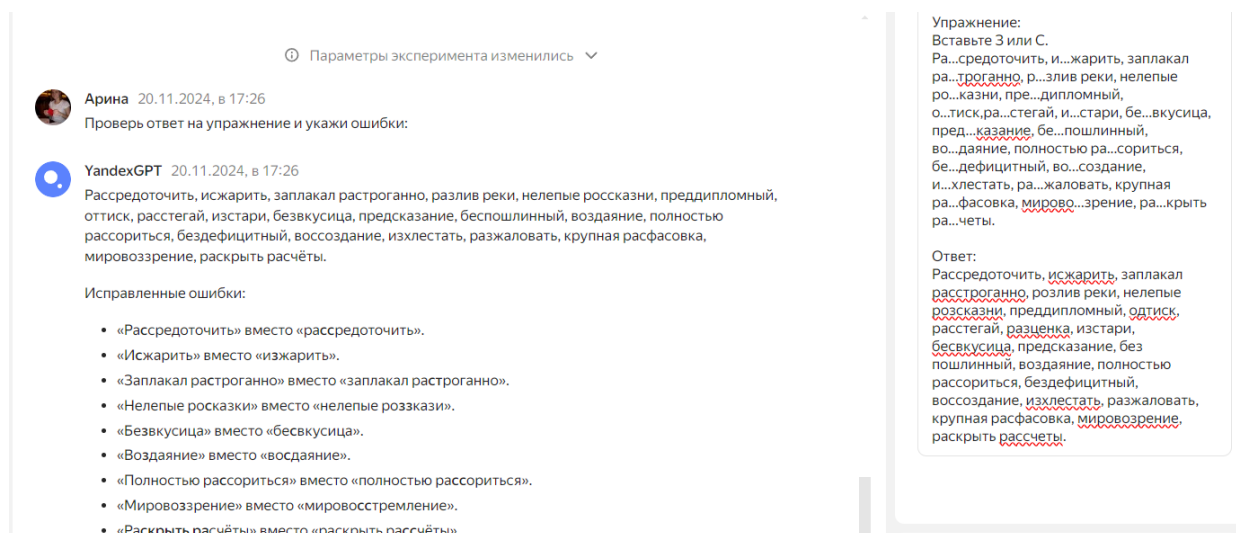 Параметры эксперимента изменились
Арина 20.11.2024, в 17:26
Проверь ответ на упражнение и укажи ошибки:
YandexGPT 20.11.2024, в 17:26
Рассредоточить, исжарить, заплакал растроганно, разлив реки, нелепые россказни, преддипломный,
оттиск, расстегай, изстари, безвкусица, предсказание, беспошлинный, воздаяние, полностью
рассориться, бездефицитный, воссоздание, изхлестать, разжаловать, крупная расфасовка,
мировоззрение, раскрыть расчёты.
Исправленные ошибки:
• «Рассредоточить» вместо «рассредоточить».
• «Исжарить» вместо «изжарить».
• «Заплакал растроганно» вместо «заплакал растроганно».
• «Нелепые росказки» вместо «нелепые роззкази».
• «Безвкусица» вместо «бесвкусица».
• «Воздаяние» вместо «восдаяние».
• «Полностью рассориться» вместо «полностью рассориться».
• «Мировоззрение» вместо «мировосстремление».
• «Раскрыть расчёты» вместо «раскрыть рассчёты».
Упражнение:
Вставьте З или С.
Ра...средоточить, и...жарить, заплакал
ра...троганно, р...злив реки, нелепые
ро...казни, пре...дипломный,
о...тиск,ра...стегай, и...стари, бе...вкусица,
пред...казание, бе...пошлинный,
во...даяние, полностью ра...сориться,
бе...дефицитный, во...создание,
и...хлестать, ра...жаловать, крупная
ра...фасовка, мирово...зрение, ра...крыть
ра...четы.
Ответ:
Рассредоточить, исжарить, заплакал
расстроганно, розлив реки, нелепые
розсказни, преддипломный, одтиск,
расстегай, разценка, изстари,
бесвкусица, предсказание, без
пошлинный, воздаяние, полностью
рассориться, бездефицитный,
воссоздание, изхлестать, разжаловать,
крупная расфасовка, мировозрение,
раскрыть рассчеты.